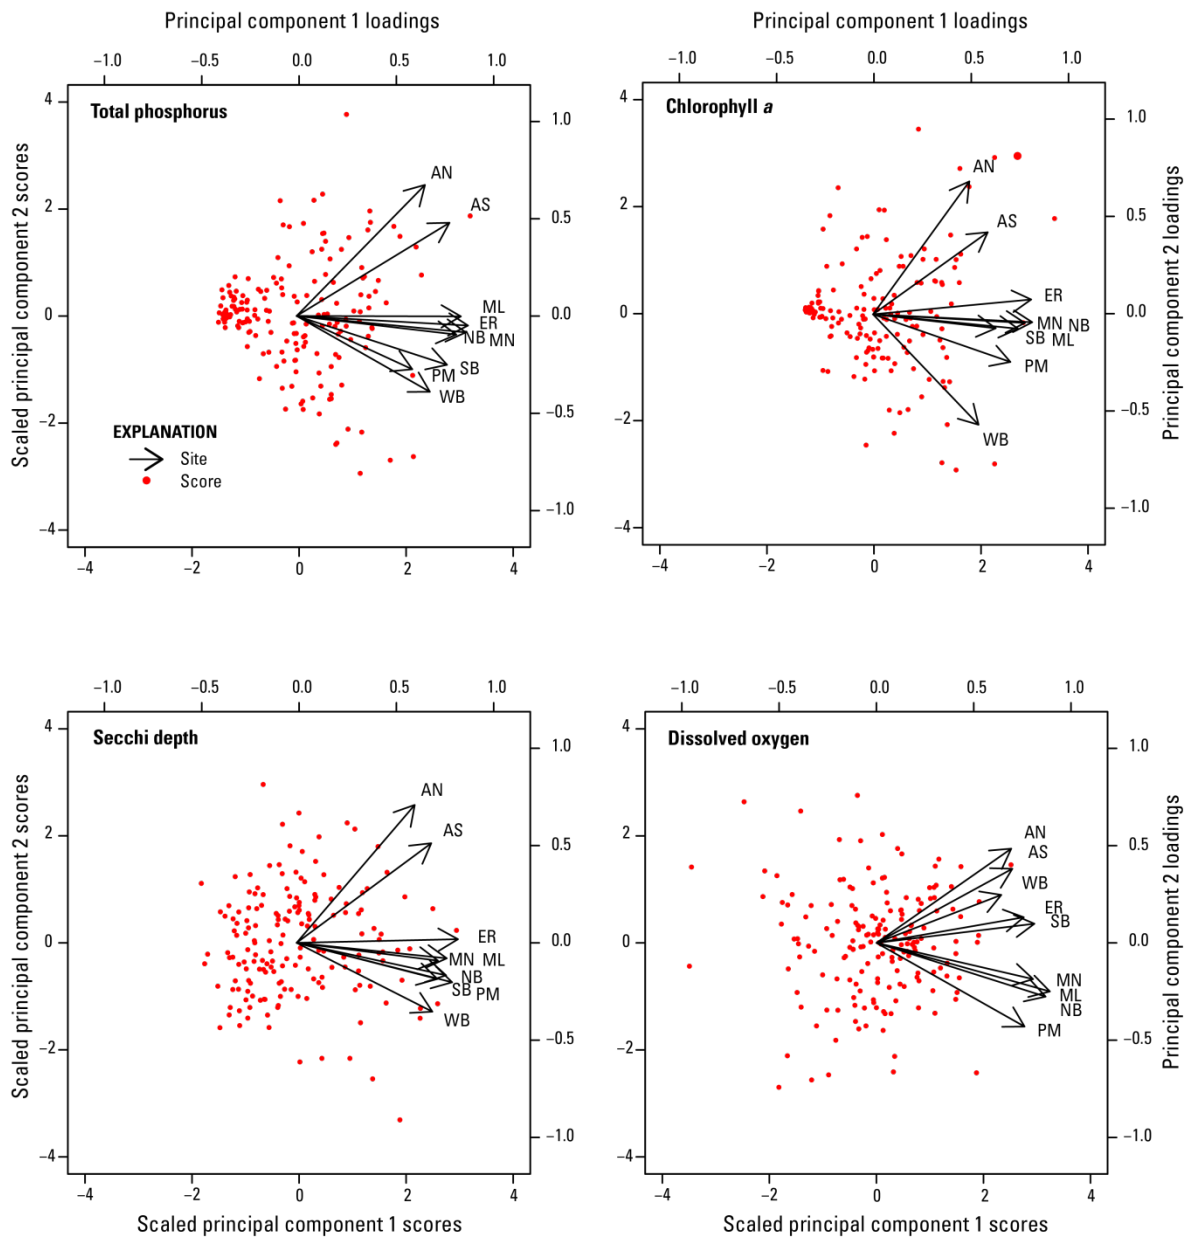 Principal component 1 loadings
Principal component 1 loadings
−1.0 −0.5 0.0 0.5 1.0
−1.0 −0.5 0.0 0.5 1.0
Total phosphorus
Chlorophyll a
Scaled principal component 2 scores
Principal component 2 loadings
4
2
0
−2
−4
1.0
0.5
0.0
−0.5
−1.0
AN
AS
ML
ER
NB MN
SB
PM
WB
EXPLANATION
Site
Score
−4 −2 0 2 4
4
2
0
−2
−4
1.0
0.5
0.0
−0.5
−1.0
AN
AS
ER
MN NB
SB ML
PM
WB
−4 −2 0 2 4
−1.0 −0.5 0.0 0.5 1.0
−1.0 −0.5 0.0 0.5 1.0
Secchi depth
Dissolved oxygen
Scaled principal component 2 scores
Principal component 2 loadings
4
2
0
−2
−4
1.0
0.5
0.0
−0.5
−1.0
AN
AS
ER
MN ML
NB
SB PM
WB
−4 −2 0 2 4
Scaled principal component 1 scores
4
2
0
−2
−4
1.0
0.5
0.0
−0.5
−1.0
AN
AS
WB
ER
SB
MN
ML
NB
PM
−4 −2 0 2 4
Scaled principal component 1 scores